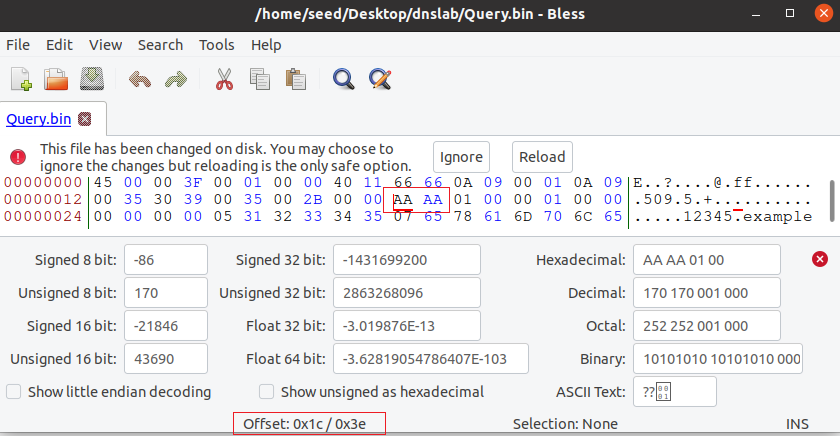 /home/seed/Desktop/dnslab/Query.bin - Bless
File Edit View Search Tools Help
Query.bin
This file has been changed on disk. You may choose to
ignore the changes but reloading is the only safe option.
Ignore Reload
00000000 45 00 00 3F 00 01 00 00 40 11 66 66 0A 09 00 01 0A 09 E..?....@.ff......
00000012 00 35 30 39 00 35 00 2B 00 00 AA AA 01 00 00 01 00 00 .509.5.+..........
00000024 00 00 00 00 05 31 32 33 34 35 07 65 78 61 6D 70 6C 65 .....12345.example
Signed 8 bit: -86 Signed 32 bit: -1431699200 Hexadecimal: AA AA 01 00
Unsigned 8 bit: 170 Unsigned 32 bit: 2863268096 Decimal: 170 170 001 000
Signed 16 bit: -21846 Float 32 bit: -3.019876E-13 Octal: 252 252 001 000
Unsigned 16 bit: 43690 Float 64 bit: -3.62819054786407E-103 Binary: 10101010 10101010 000
Show little endian decoding Show unsigned as hexadecimal ASCII Text: ??
Offset: 0x1c / 0x3e Selection: None INS